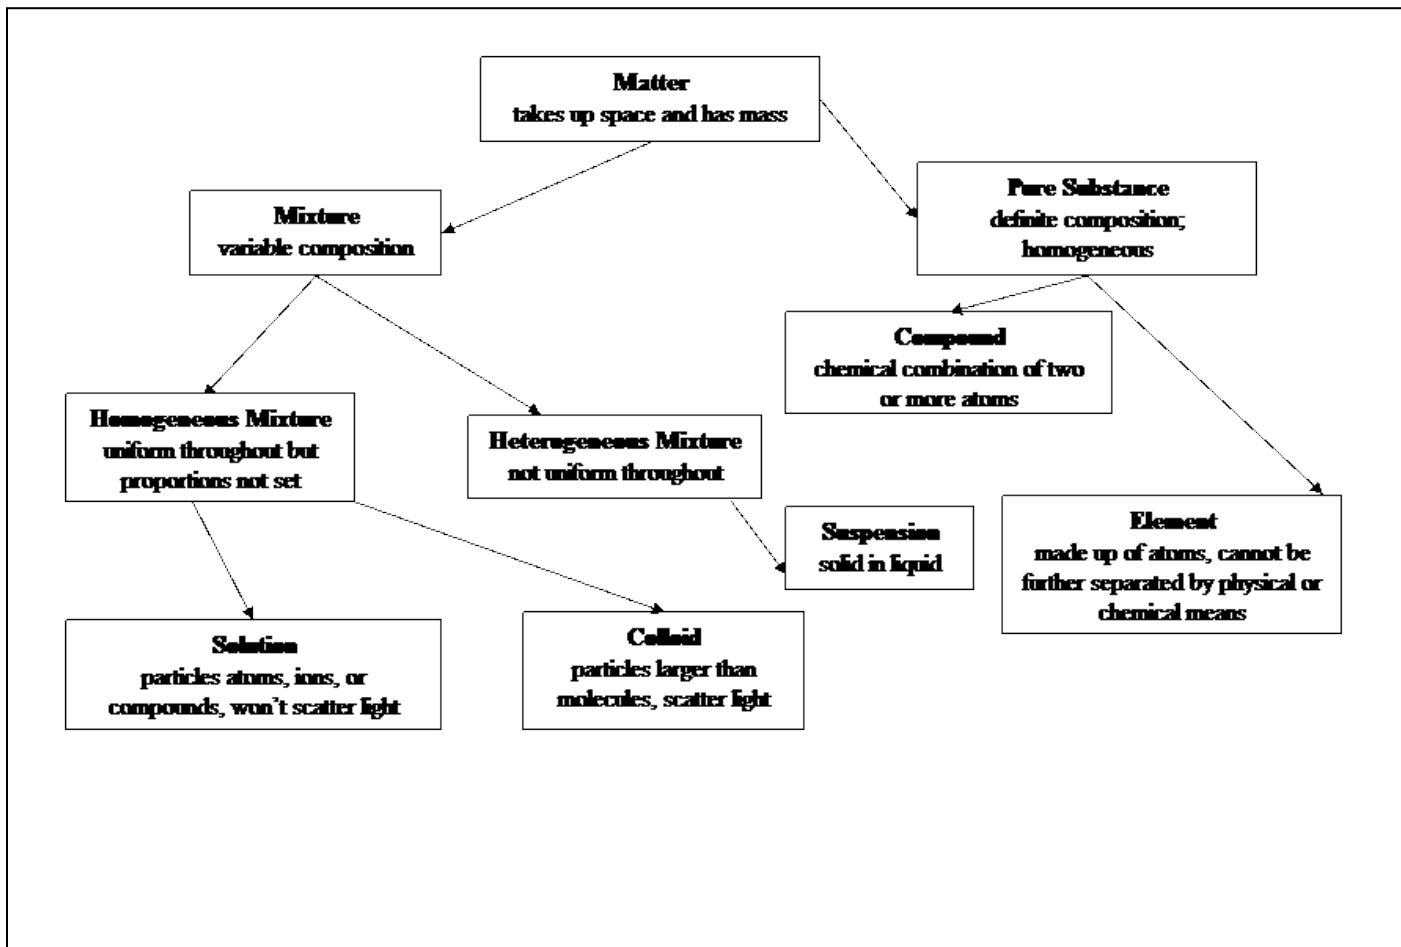 Matter
takes up space and has mass
Pure Substance
definite composition;
homogeneous
Mixture
variable composition
Compound
chemical combination of two
or more atoms
Homogeneous Mixture
uniform throughout but
proportions not set
Heterogeneous Mixture
not uniform throughout
Suspension
solid in liquid
Element
made up of atoms, cannot be
further separated by physical or
chemical means
Solution
particles atoms, ions, or
compounds, won't scatter light
Colloid
particles larger than
molecules, scatter light